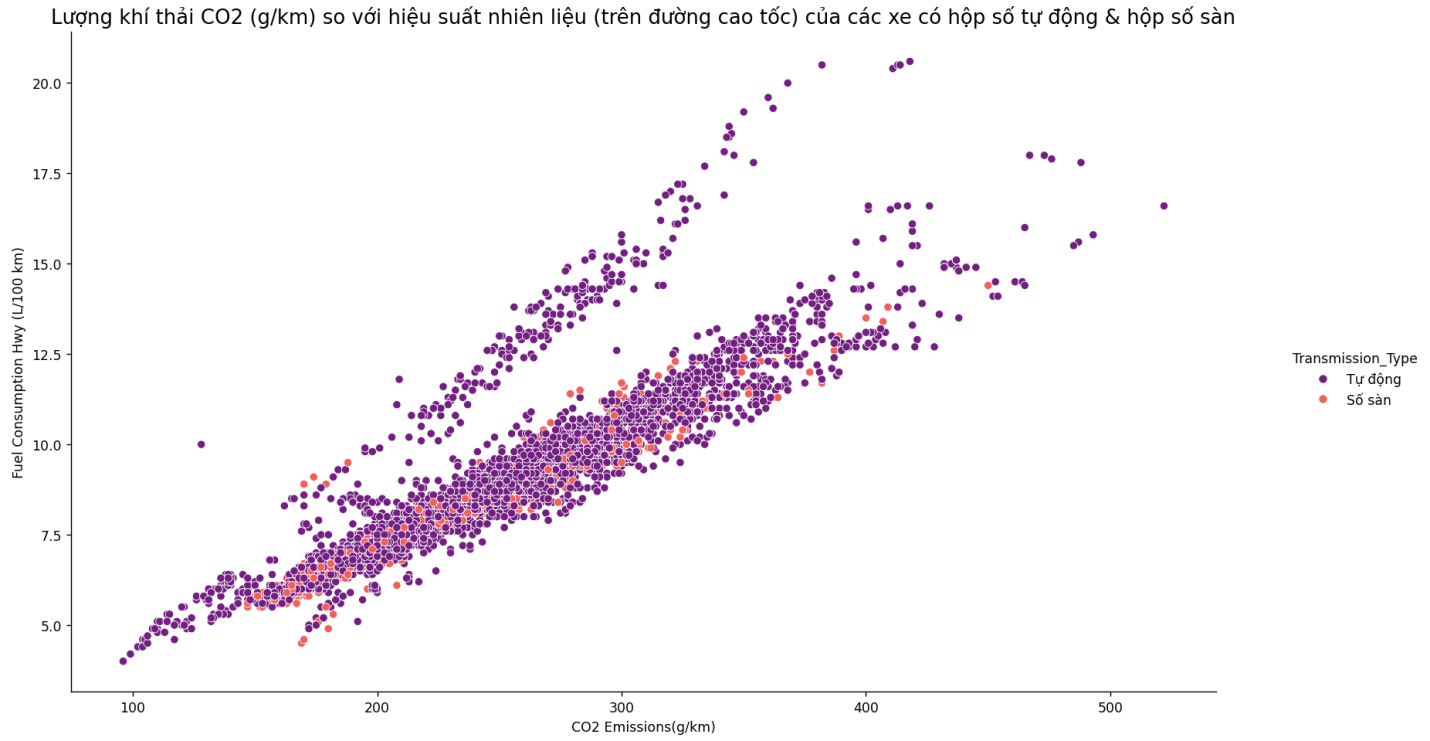 Lượng khí thải CO2 (g/km) so với hiệu suất nhiên liệu (trên đường cao tốc) của các xe có hộp số tự động & hộp số sàn
20.0
17.5
15.0
12.5
10.0
7.5
5.0
Fuel Consumption Hwy (L/100 km)
100
200
300
400
500
CO2 Emissions(g/km)
Transmission_Type
Tự động
Số sàn